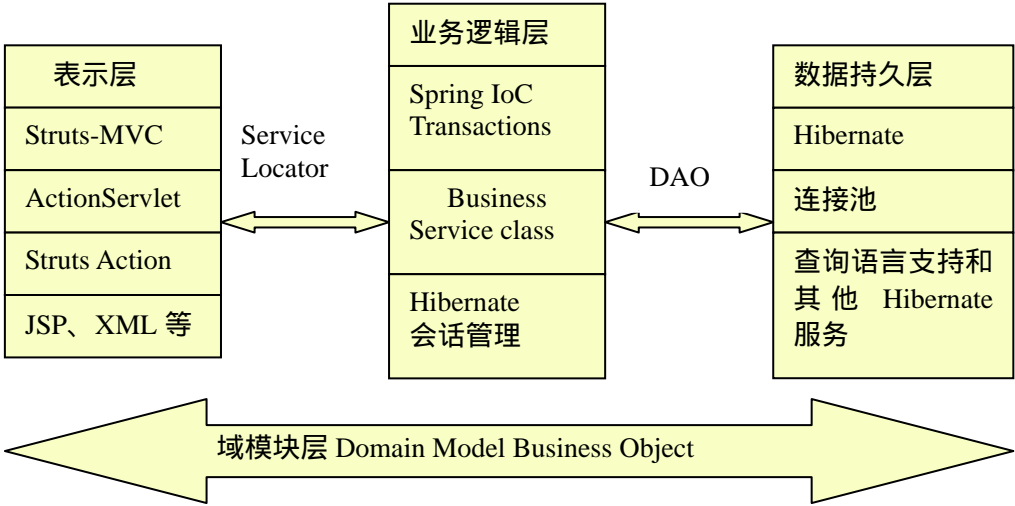 表示层
Struts-MVC
ActionServlet
Struts Action
JSP、XML 等
Service
Locator
业务逻辑层
Spring IoC
Transactions
Business
Service class
Hibernate
会话管理
DAO
数据持久层
Hibernate
连接池
查询语言支持和
其 他 Hibernate
服务
域模块层 Domain Model Business Object